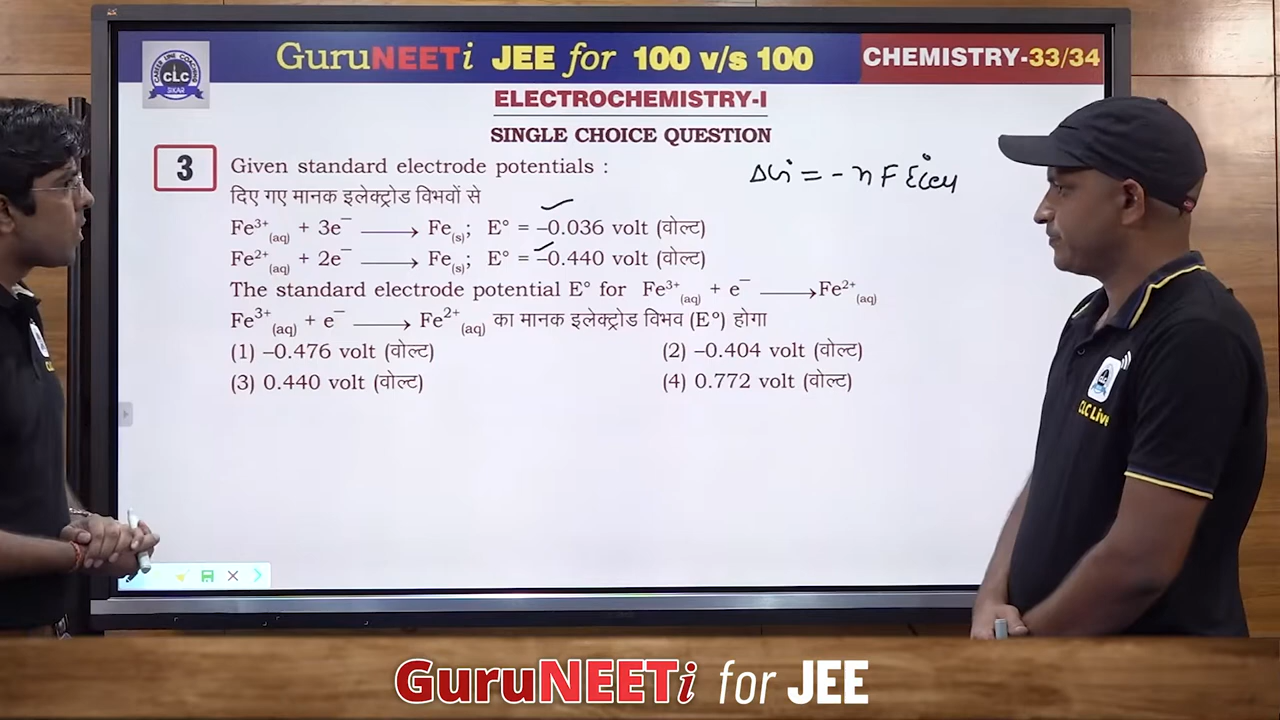 GuruNEETi JEE for 100 v/s 100
CHEMISTRY-33/34
CLC
SIKAR
ELECTROCHEMISTRY-I
SINGLE CHOICE QUESTION
3 Given standard electrode potentials :
दिए गए मानक इलेक्ट्रोड विभवों से
Fe³⁺(aq) + 3e⁻ ⟶ Fe(s); E° = –0.036 volt (वोल्ट)
Fe²⁺(aq) + 2e⁻ ⟶ Fe(s); E° = –0.440 volt (वोल्ट)
The standard electrode potential E° for Fe³⁺(aq) + e⁻ ⟶ Fe²⁺(aq)
Fe³⁺(aq) + e⁻ ⟶ Fe²⁺(aq) का मानक इलेक्ट्रोड विभव (E°) होगा
(1) –0.476 volt (वोल्ट) (2) –0.404 volt (वोल्ट)
(3) 0.440 volt (वोल्ट) (4) 0.772 volt (वोल्ट)
ΔG° = - n F E°cell
CLC Live
GuruNEETi for JEE